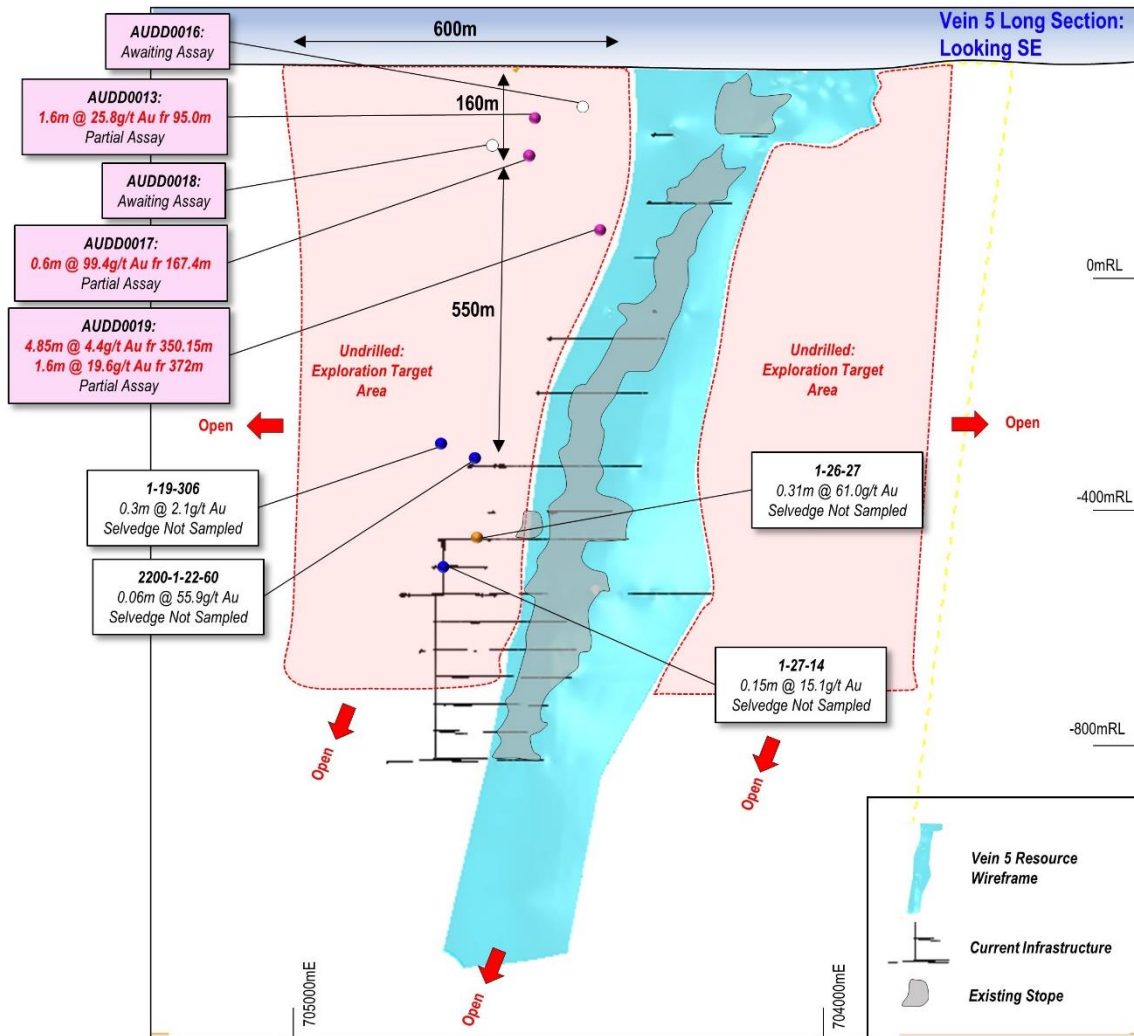 Vein 5 Long Section:
Looking SE
600m
AUDD0016:
Awaiting Assay
AUDD0013:
1.6m @ 25.8g/t Au fr 95.0m
Partial Assay
160m
AUDD0018:
Awaiting Assay
AUDD0017:
0.6m @ 99.4g/t Au fr 167.4m
Partial Assay
0mRL
550m
AUDD0019:
4.85m @ 4.4g/t Au fr 350.15m
1.6m @ 19.6g/t Au fr 372m
Partial Assay
Undrilled:
Exploration Target
Area
Undrilled:
Exploration Target
Area
Open
Open
1-19-306
0.3m @ 2.1g/t Au
Selvedge Not Sampled
1-26-27
0.31m @ 61.0g/t Au
Selvedge Not Sampled
-400mRL
2200-1-22-60
0.06m @ 55.9g/t Au
Selvedge Not Sampled
1-27-14
0.15m @ 15.1g/t Au
Selvedge Not Sampled
-800mRL
Open
Open
Open
705000mE
704000mE
Vein 5 Resource
Wireframe
Current Infrastructure
Existing Stope